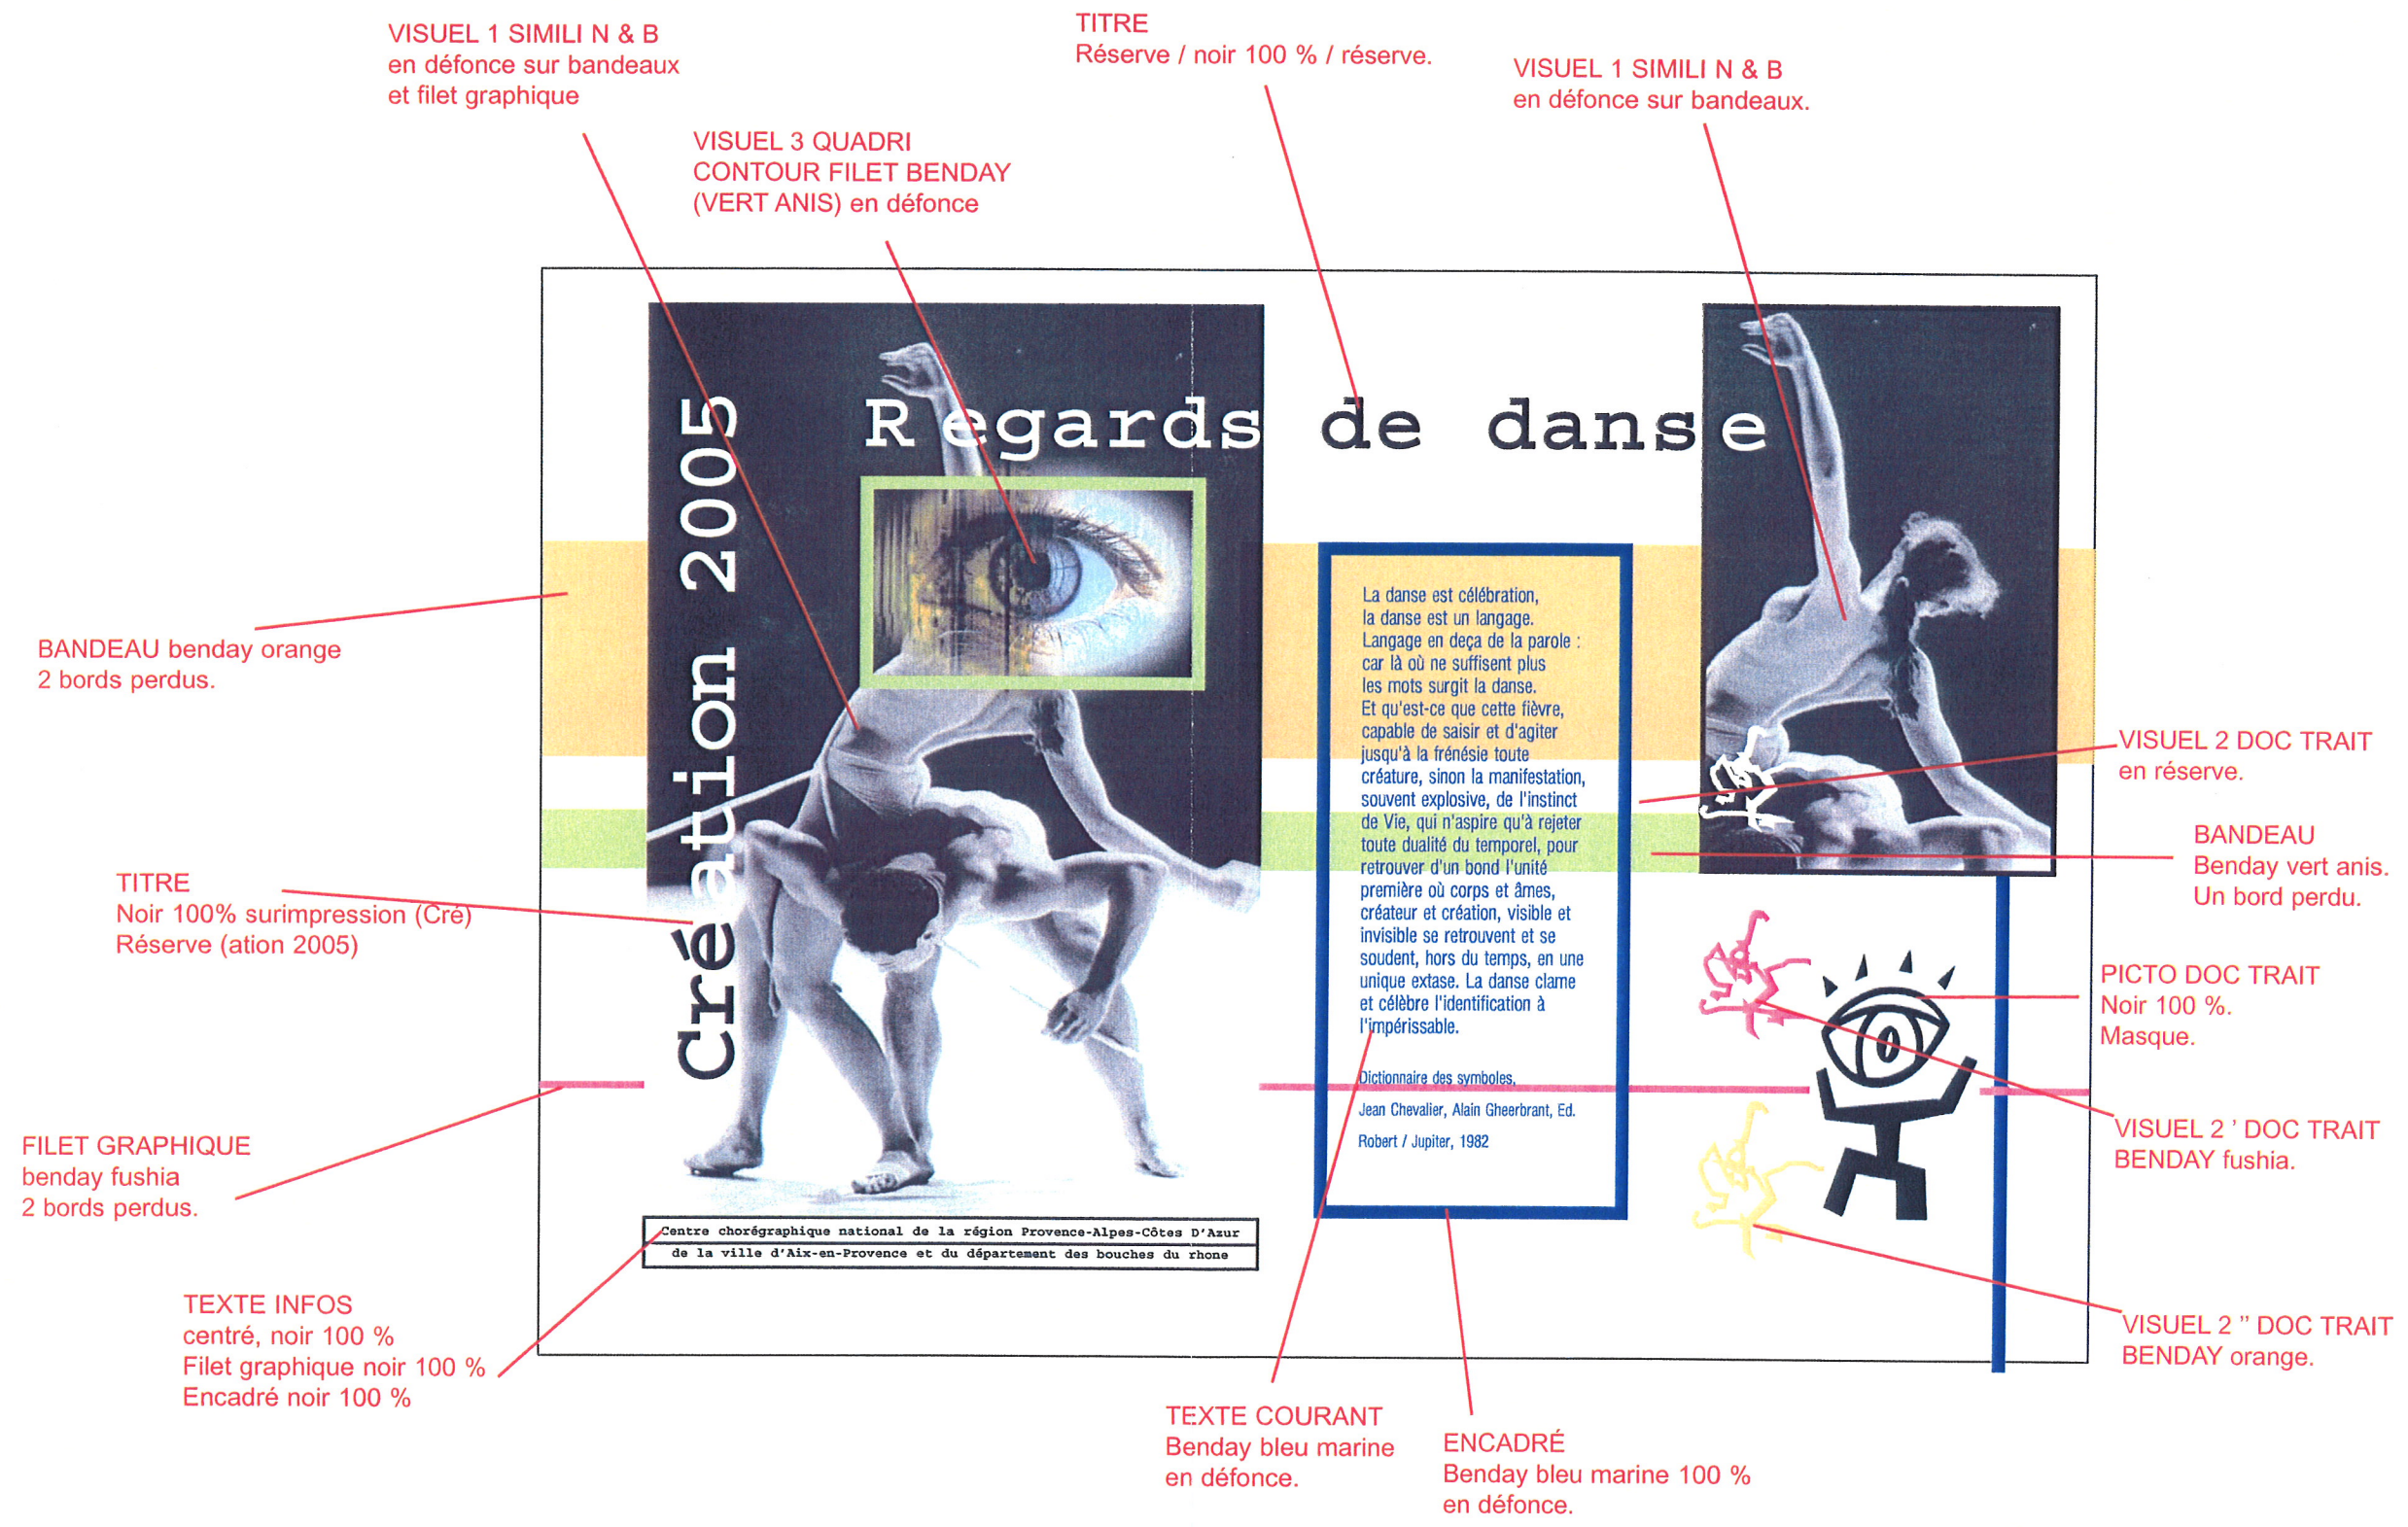 VISUEL 1 SIMILI N & B
en défonce sur bandeaux
et filet graphique
TITRE
Réserve / noir 100 % / réserve.
VISUEL 1 SIMILI N & B
en défonce sur bandeaux.
VISUEL 3 QUADRI
CONTOUR FILET BENDAY
(VERT ANIS) en défonce
Regards de danse
Création 2005
BANDEAU benday orange
2 bords perdus.
TITRE
Noir 100% surimpression (Cré)
Réserve (ation 2005)
FILET GRAPHIQUE
benday fushia
2 bords perdus.
TEXTE INFOS
centré, noir 100 %
Filet graphique noir 100 %
Encadré noir 100 %
Centre chorégraphique national de la région Provence-Alpes-Côtes D'Azur
de la ville d'Aix-en-Provence et du département des bouches du rhone
La danse est célébration,
la danse est un langage.
Langage en deça de la parole :
car là où ne suffisent plus
les mots surgit la danse.
Et qu'est-ce que cette fièvre,
capable de saisir et d'agiter
jusqu'à la frénésie toute
créature, sinon la manifestation,
souvent explosive, de l'instinct
de Vie, qui n'aspire qu'à rejeter
toute dualité du temporel, pour
retrouver d'un bond l'unité
première où corps et âmes,
créateur et création, visible et
invisible se retrouvent et se
soudent, hors du temps, en une
unique extase. La danse clame
et célèbre l'identification à
l'impérissable.
Dictionnaire des symboles,
Jean Chevalier, Alain Gheerbrant, Ed.
Robert / Jupiter, 1982
VISUEL 2 DOC TRAIT
en réserve.
BANDEAU
Benday vert anis.
Un bord perdu.
PICTO DOC TRAIT
Noir 100 %.
Masque.
VISUEL 2 ' DOC TRAIT
BENDAY fushia.
VISUEL 2 '' DOC TRAIT
BENDAY orange.
TEXTE COURANT
Benday bleu marine
en défonce.
ENCADRÉ
Benday bleu marine 100 %
en défonce.